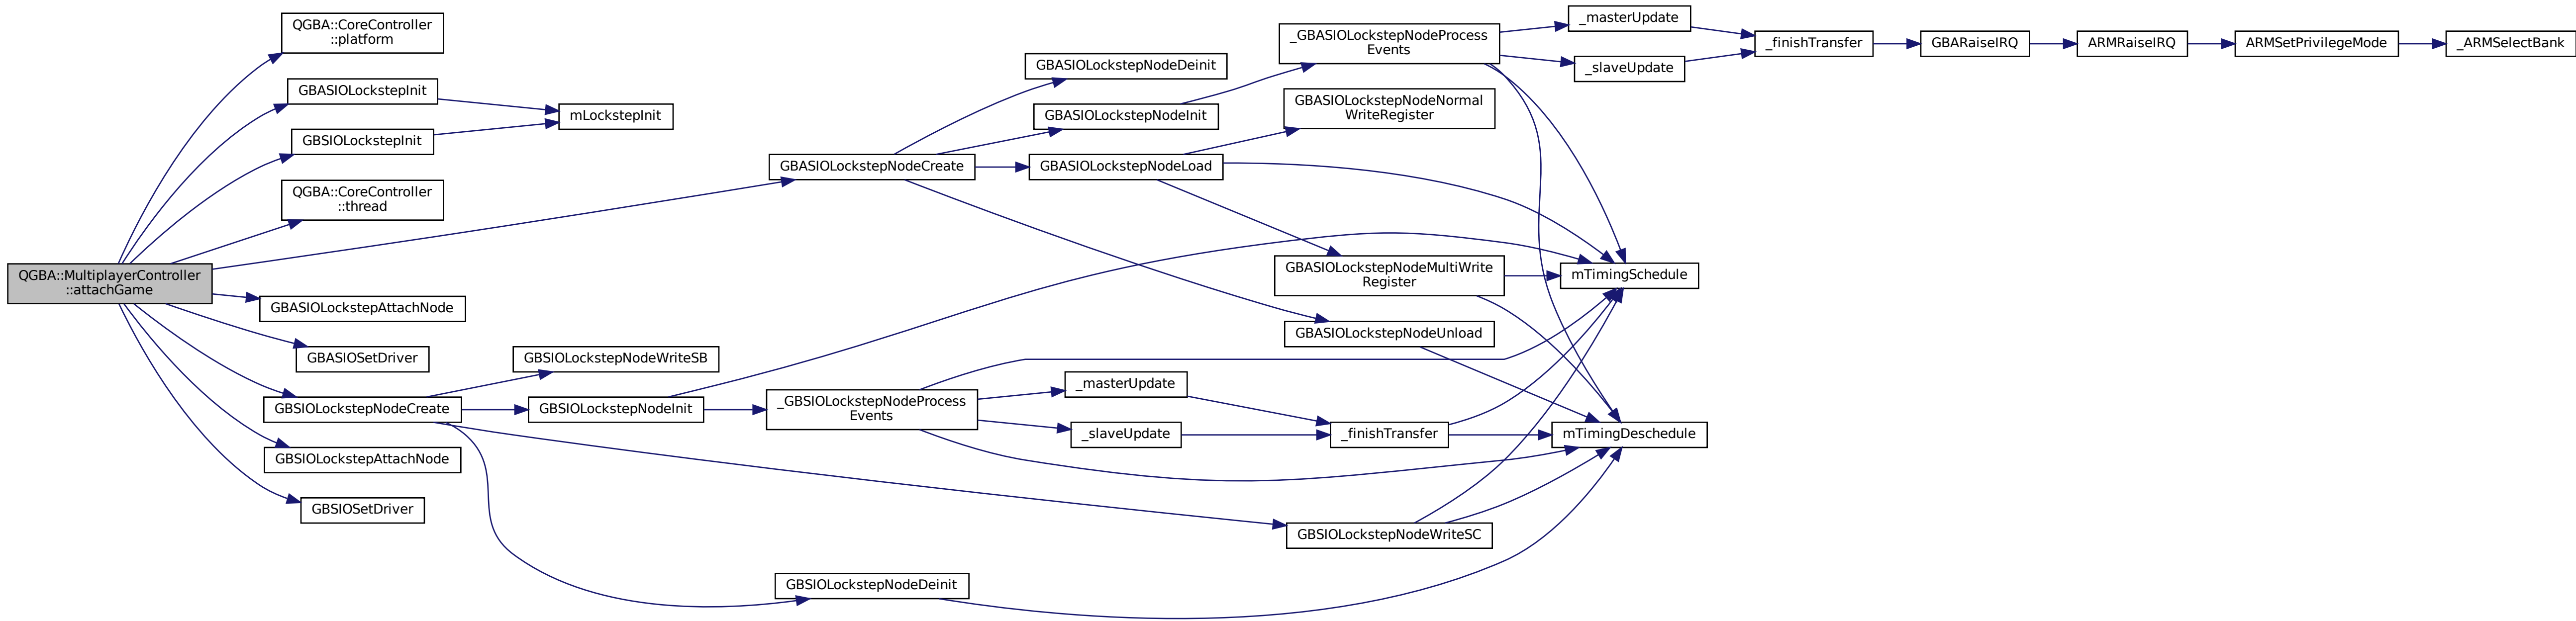 QGBA::MultiplayerController
::attachGame
QGBA::CoreController
::platform
GBASIOLockstepInit
GBSIOLockstepInit
QGBA::CoreController
::thread
GBASIOLockstepAttachNode
GBASIOSetDriver
GBSIOLockstepNodeCreate
GBSIOLockstepAttachNode
GBSIOSetDriver
mLockstepInit
GBSIOLockstepNodeWriteSB
GBSIOLockstepNodeInit
GBASIOLockstepNodeCreate
_GBSIOLockstepNodeProcess
Events
GBSIOLockstepNodeDeinit
GBASIOLockstepNodeDeinit
GBASIOLockstepNodeInit
GBASIOLockstepNodeLoad
_masterUpdate
_slaveUpdate
_GBASIOLockstepNodeProcess
Events
GBASIOLockstepNodeNormal
WriteRegister
GBASIOLockstepNodeMultiWrite
Register
GBASIOLockstepNodeUnload
_finishTransfer
GBSIOLockstepNodeWriteSC
_masterUpdate
_slaveUpdate
mTimingSchedule
mTimingDeschedule
_finishTransfer
GBARaiseIRQ
ARMRaiseIRQ
ARMSetPrivilegeMode
_ARMSelectBank